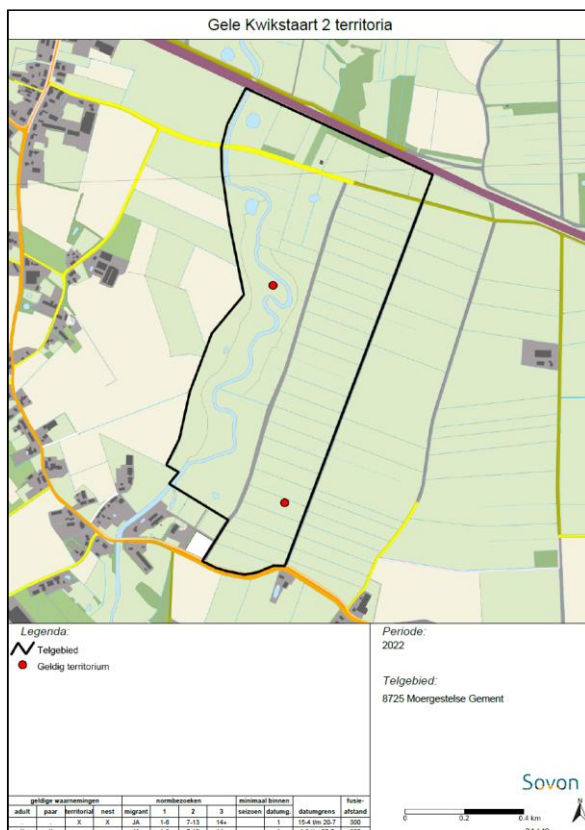 Gele Kwikstaart 2 territoria
Legenda:
Telgebied
Geldig territorium
Periode:
2022
Telgebied:
8725 Moergestelse Gement
Sovon
0 0.2 0.4 km
N
geldige waarnemingen normbezoeken minimaal binnen fusie-
adult paar territoriaal nest migrant 1 2 3 seizoen datumg. datumgrens afstand
. . X X JA 1-6 7-13 14+ 1 15-4 t/m 20-7 300